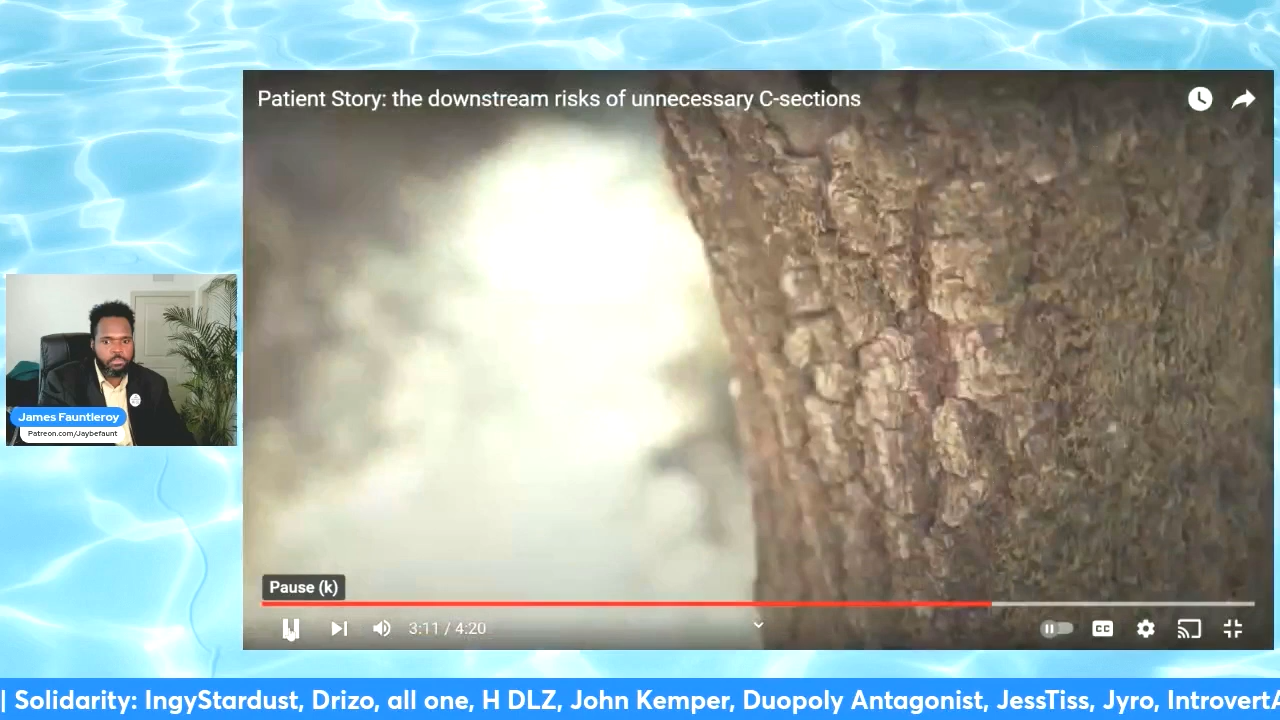 Patient Story: the downstream risks of unnecessary C-sections
James Fauntleroy
Patreon.com/Jaybefaunt
Pause (k)
3:11 / 4:20
CC
| Solidarity: IngyStardust, Drizo, all one, H DLZ, John Kemper, Duopoly Antagonist, JessTiss, Jyro, IntrovertA